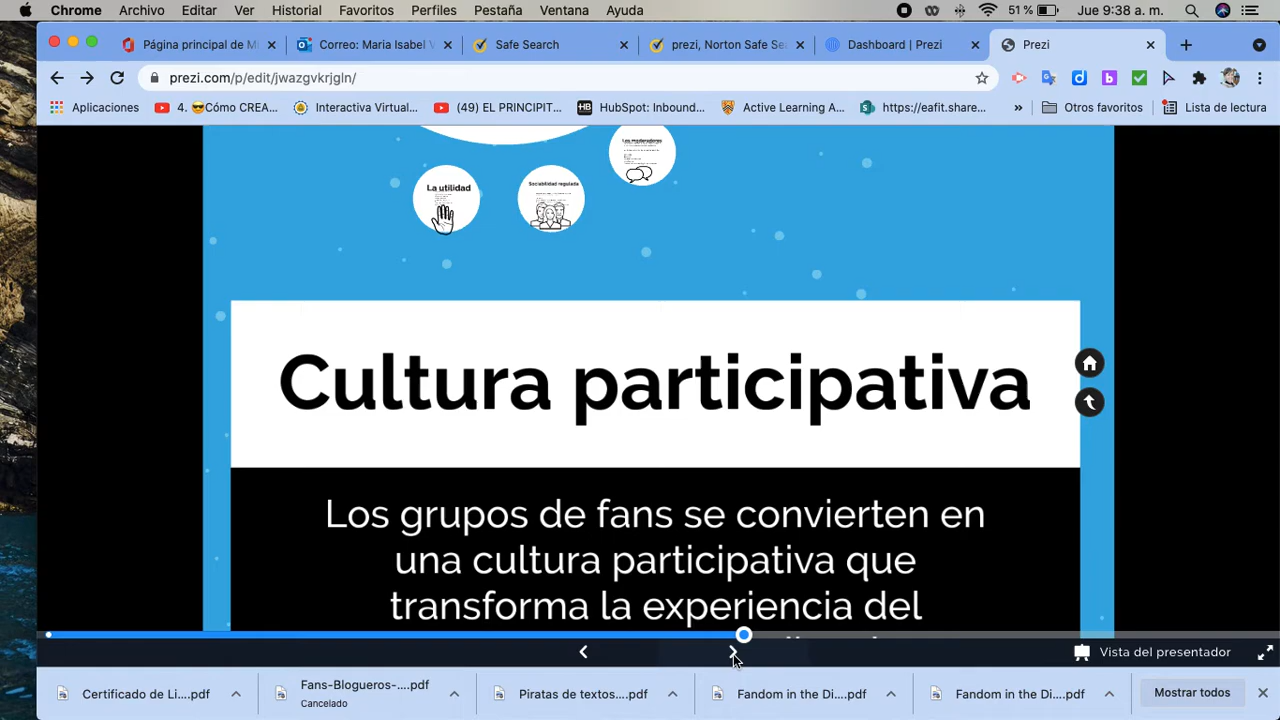 Chrome Archivo Editar Ver Historial Favoritos Perfiles Pestaña Ventana Ayuda 51 % Jue 9:38 a. m.
Página principal de M Correo: Maria Isabel V Safe Search prezi, Norton Safe Se Dashboard | Prezi Prezi
prezi.com/p/edit/jwazgvkrjgln/
Aplicaciones 4. 😎Cómo CREA... Interactiva Virtual... (49) EL PRINCIPIT... HubSpot: Inbound... Active Learning A... https://eafit.share... » Otros favoritos Lista de lectura
Los moderadores
La utilidad
Sociabilidad regulada
Cultura participativa
Los grupos de fans se convierten en
una cultura participativa que
transforma la experiencia del
Vista del presentador
Certificado de Li....pdf Fans-Blogueros-....pdf Piratas de textos....pdf Fandom in the Di....pdf Fandom in the Di....pdf Mostrar todos
Cancelado